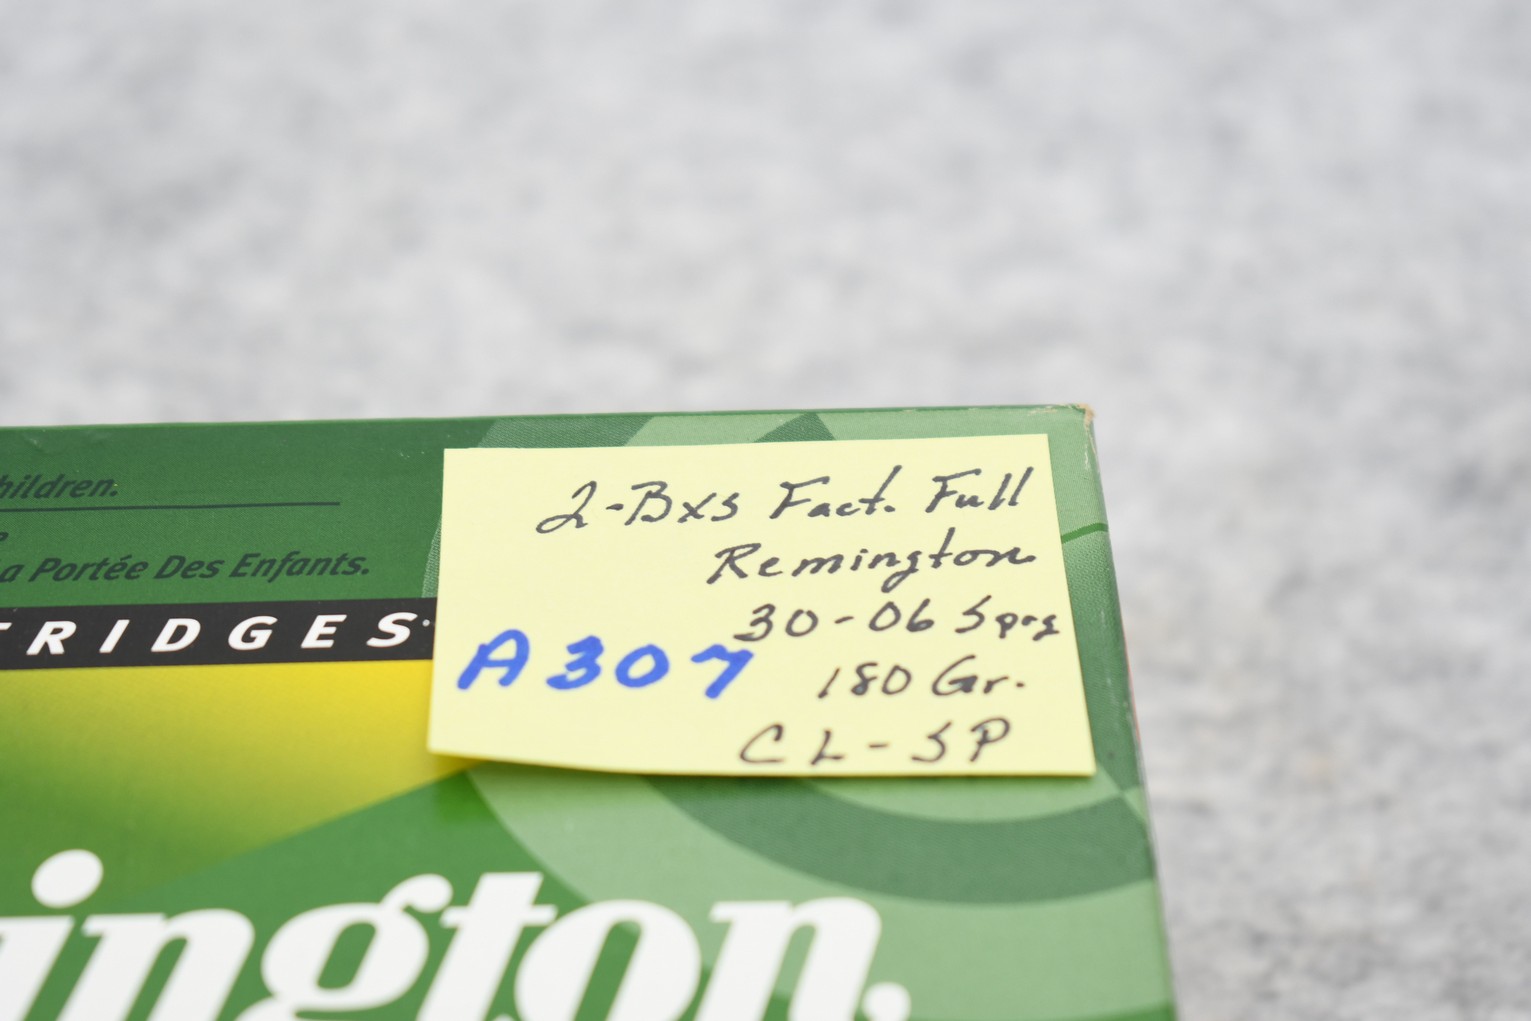 hildren.
a Portée Des Enfants.
TRIDGES
2-Bxs Fact. Full
Remington
30-06 Sprg
A307
180 Gr.
CL-SP
ington